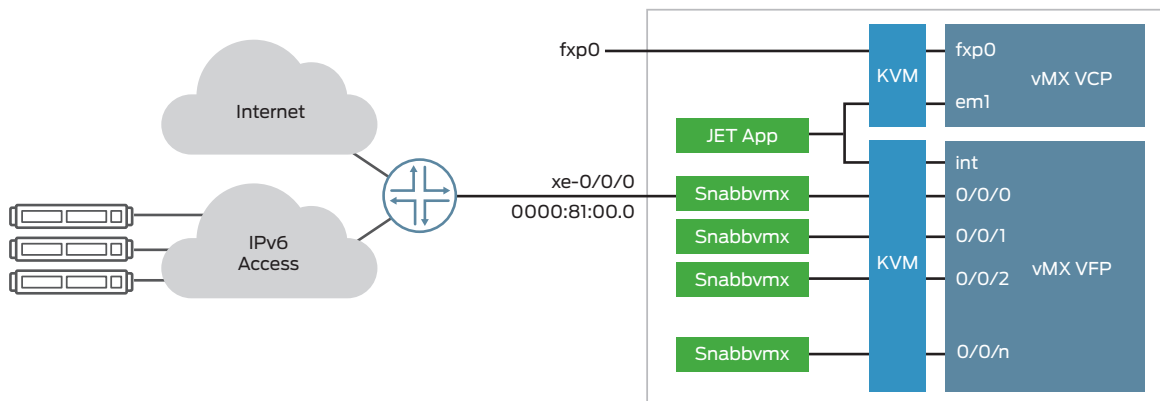 Internet
IPv6
Access
xe-0/0/0
0000:81:00.0
fxp0
JET App
Snabbvmx
Snabbvmx
Snabbvmx
Snabbvmx
KVM
KVM
fxp0
em1
vMX VCP
int
0/0/0
0/0/1
0/0/2
0/0/n
vMX VFP